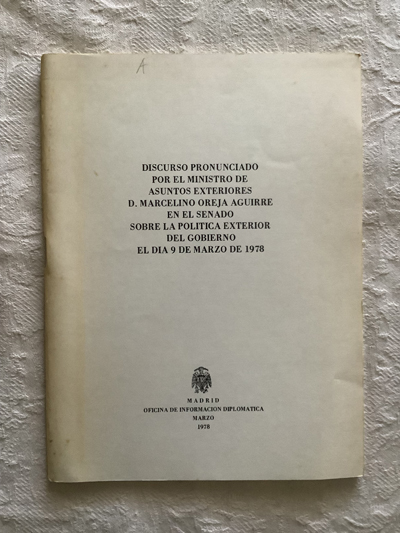 A
DISCURSO PRONUNCIADO
POR EL MINISTRO DE
ASUNTOS EXTERIORES
D. MARCELINO OREJA AGUIRRE
EN EL SENADO
SOBRE LA POLITICA EXTERIOR
DEL GOBIERNO
EL DIA 9 DE MARZO DE 1978
MADRID
OFICINA DE INFORMACION DIPLOMATICA
MARZO
1978